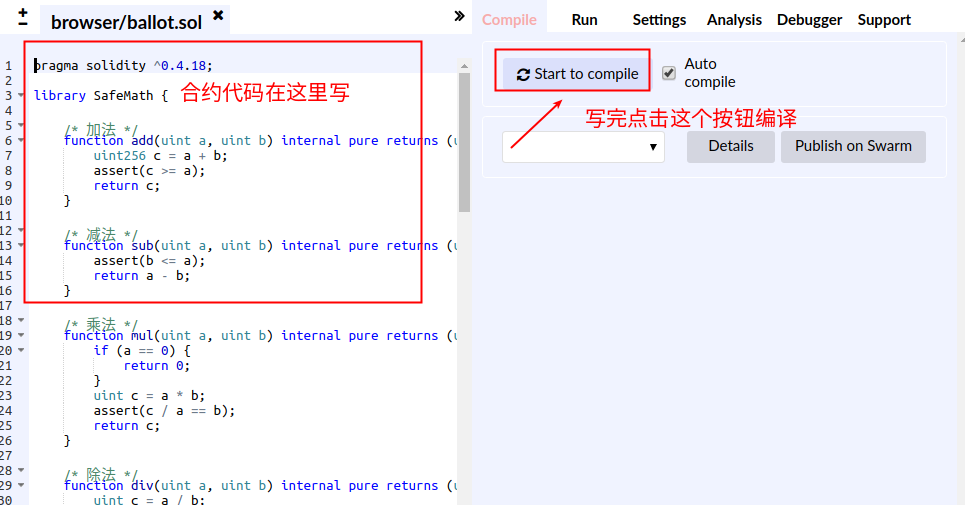 browser/ballot.sol
Compile Run Settings Analysis Debugger Support
1 pragma solidity ^0.4.18;
2
3 library SafeMath {
合约代码在这里写
4
5 /* 加法 */
6 function add(uint a, uint b) internal pure returns (u
7 uint256 c = a + b;
8 assert(c >= a);
9 return c;
10 }
11
12 /* 减法 */
13 function sub(uint a, uint b) internal pure returns (u
14 assert(b <= a);
15 return a - b;
16 }
17
18 /* 乘法 */
19 function mul(uint a, uint b) internal pure returns (u
20 if (a == 0) {
21 return 0;
22 }
23 uint c = a * b;
24 assert(c / a == b);
25 return c;
26 }
27
28 /* 除法 */
29 function div(uint a, uint b) internal pure returns (u
30 uint c = a / b;
Start to compile
Auto compile
写完点击这个按钮编译
Details
Publish on Swarm